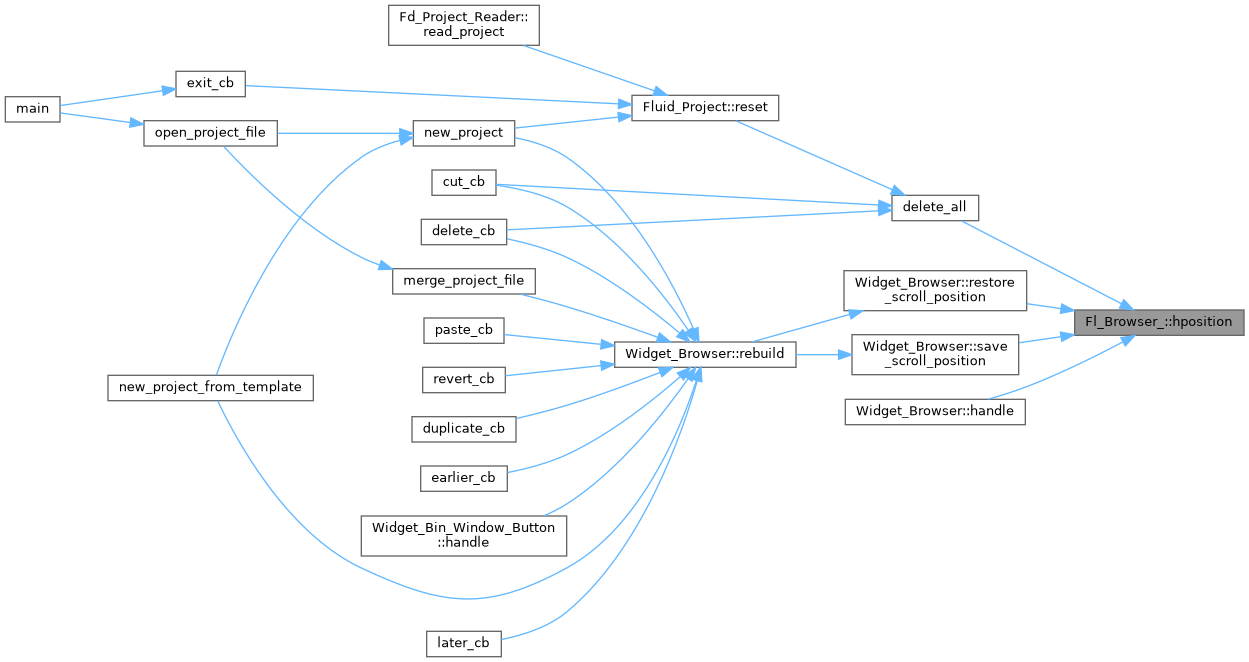 Fd_Project_Reader::
read_project
exit_cb
main
Fluid_Project::reset
open_project_file
new_project
cut_cb
delete_all
delete_cb
merge_project_file
Widget_Browser::restore
_scroll_position
Fl_Browser_::hposition
paste_cb
Widget_Browser::rebuild
Widget_Browser::save
_scroll_position
revert_cb
new_project_from_template
Widget_Browser::handle
duplicate_cb
earlier_cb
Widget_Bin_Window_Button
::handle
later_cb